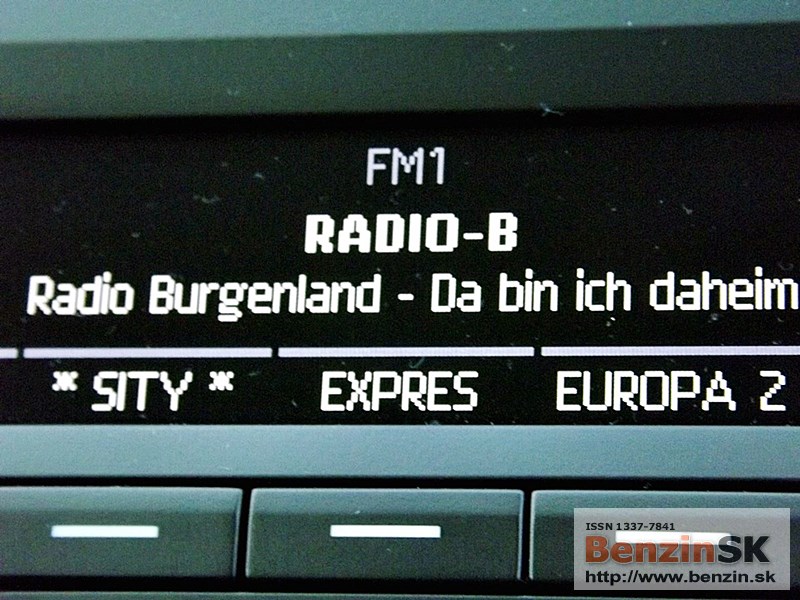 FM1
RADIO-B
Radio Burgenland - Da bin ich daheim
* SITY * EXPRES EUROPA 2
ISSN 1337-7841
BenzinSK
http://www.benzin.sk